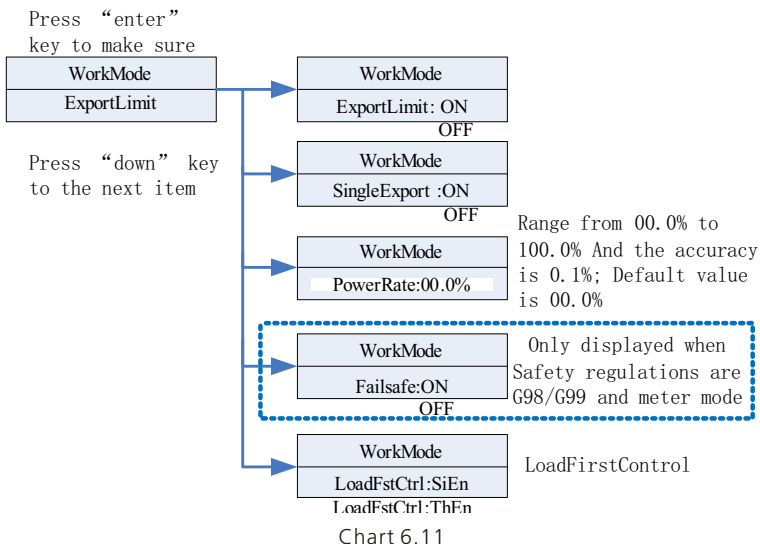 Press “enter”
key to make sure
WorkMode
ExportLimit
Press “down” key
to the next item
WorkMode
ExportLimit: ON
OFF
WorkMode
SingleExport :ON
OFF
WorkMode
PowerRate:00.0%
Range from 00.0% to
100.0% And the accuracy
is 0.1%; Default value
is 00.0%
WorkMode
Failsafe:ON
OFF
Only displayed when
Safety regulations are
G98/G99 and meter mode
WorkMode
LoadFstCtrl:SiEn
LoadFstCtrl:ThEn
LoadFirstControl
Chart 6.11